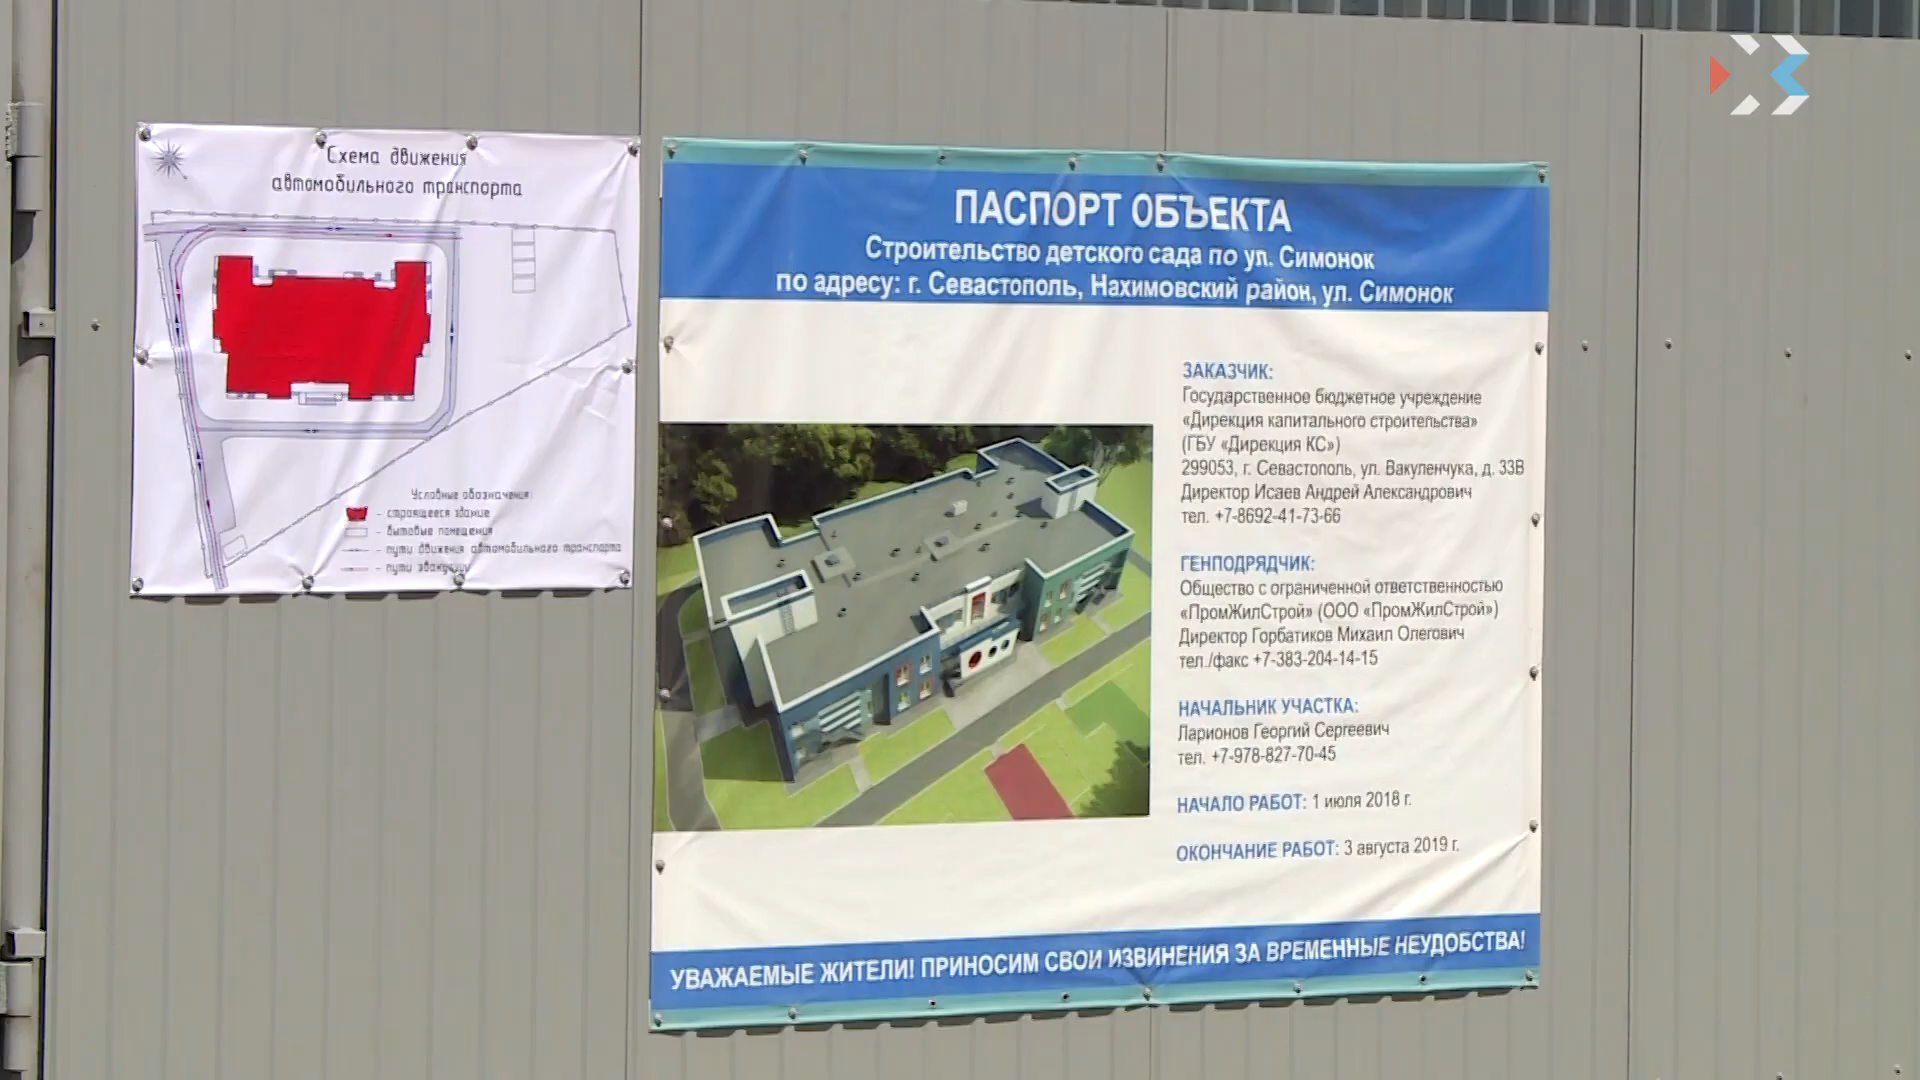 Схема движения
автомобильного транспорта
Условные обозначения:
- строящееся здание
- бытовые помещения
- пути движения автомобильного транспорта
- пути эвакуации
ПАСПОРТ ОБЪЕКТА
Строительство детского сада по ул. Симонок
по адресу: г. Севастополь, Нахимовский район, ул. Симонок
ЗАКАЗЧИК:
Государственное бюджетное учреждение
«Дирекция капитального строительства»
(ГБУ «Дирекция КС»)
299053, г. Севастополь, ул. Вакуленчука, д. 33В
Директор Исаев Андрей Александрович
тел. +7-8692-41-73-66
ГЕНПОДРЯДЧИК:
Общество с ограниченной ответственностью
«ПромЖилСтрой» (ООО «ПромЖилСтрой»)
Директор Горбатиков Михаил Олегович
тел./факс +7-383-204-14-15
НАЧАЛЬНИК УЧАСТКА:
Ларионов Георгий Сергеевич
тел. +7-978-827-70-45
НАЧАЛО РАБОТ: 1 июля 2018 г.
ОКОНЧАНИЕ РАБОТ: 3 августа 2019 г.
УВАЖАЕМЫЕ ЖИТЕЛИ! ПРИНОСИМ СВОИ ИЗВИНЕНИЯ ЗА ВРЕМЕННЫЕ НЕУДОБСТВА!